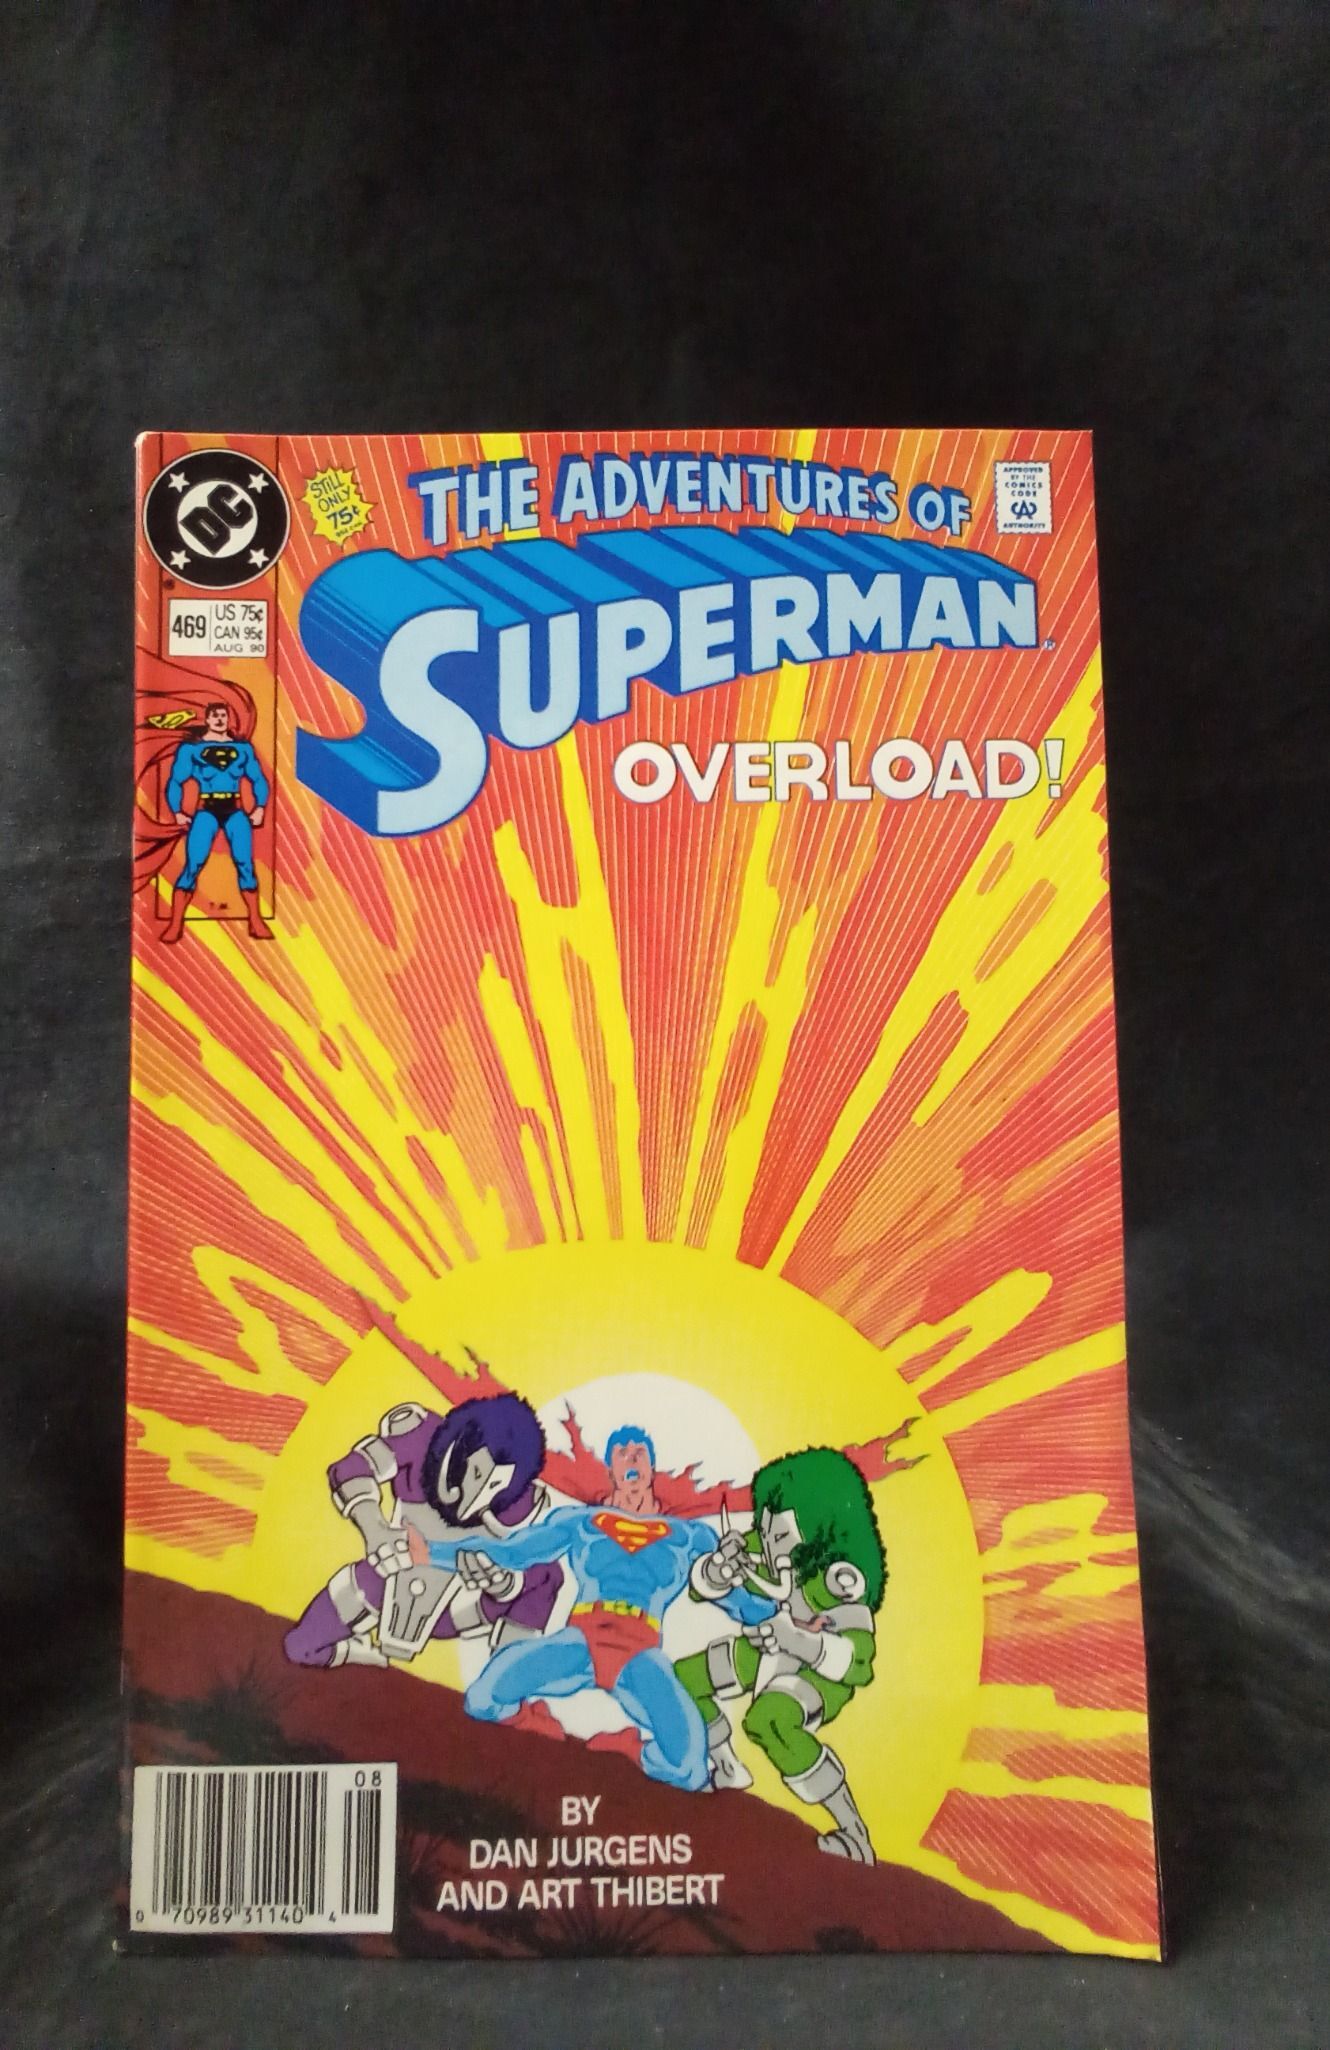 DC
STILL
ONLY
75¢
THE ADVENTURES OF
SUPERMAN
APPROVED
BY THE
COMICS
CODE
CA
AUTHORITY
469
US 75¢
CAN 95¢
AUG 90
OVERLOAD!
BY
DAN JURGENS
AND ART THIBERT
08
0 70989 31140 4